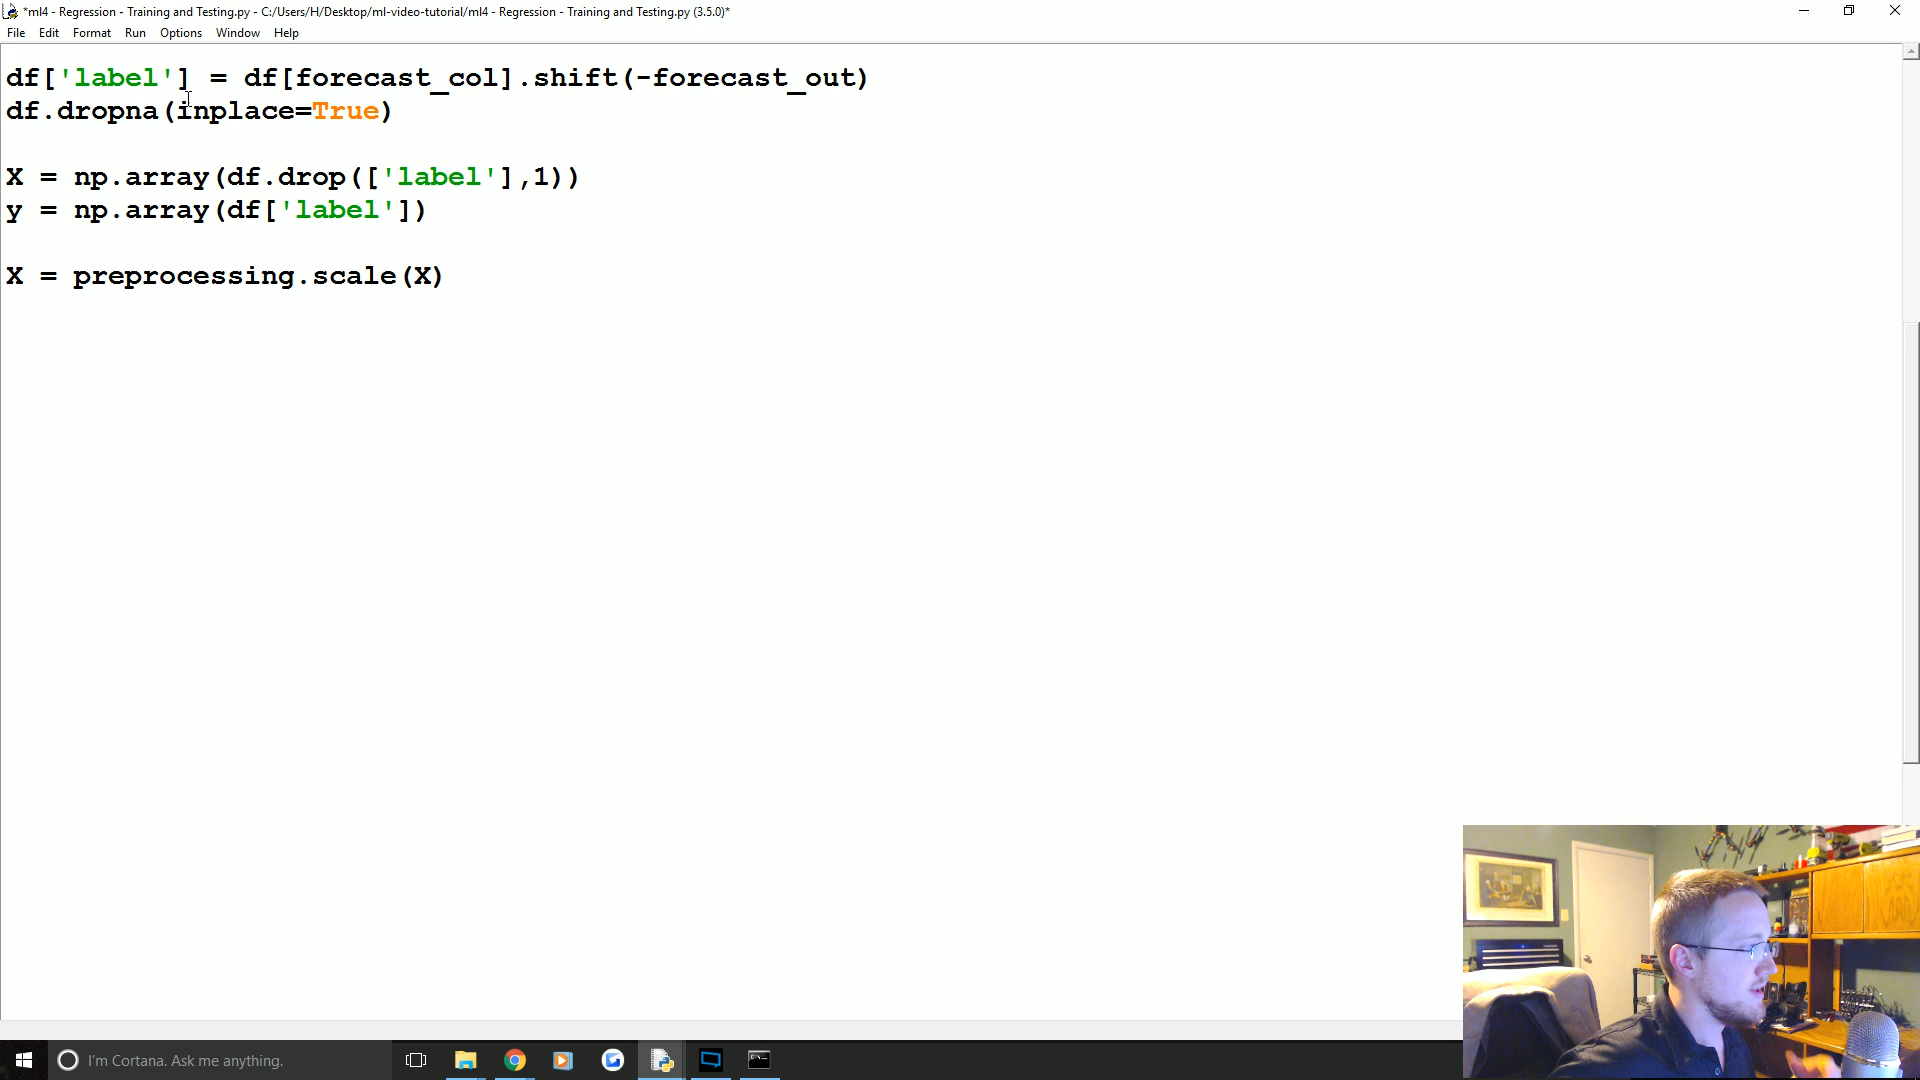 *ml4 - Regression - Training and Testing.py - C:/Users/H/Desktop/ml-video-tutorial/ml4 - Regression - Training and Testing.py (3.5.0)*
File Edit Format Run Options Window Help
df['label'] = df[forecast_col].shift(-forecast_out)
df.dropna(inplace=True)
X = np.array(df.drop(['label'],1))
y = np.array(df['label'])
X = preprocessing.scale(X)
I'm Cortana. Ask me anything.